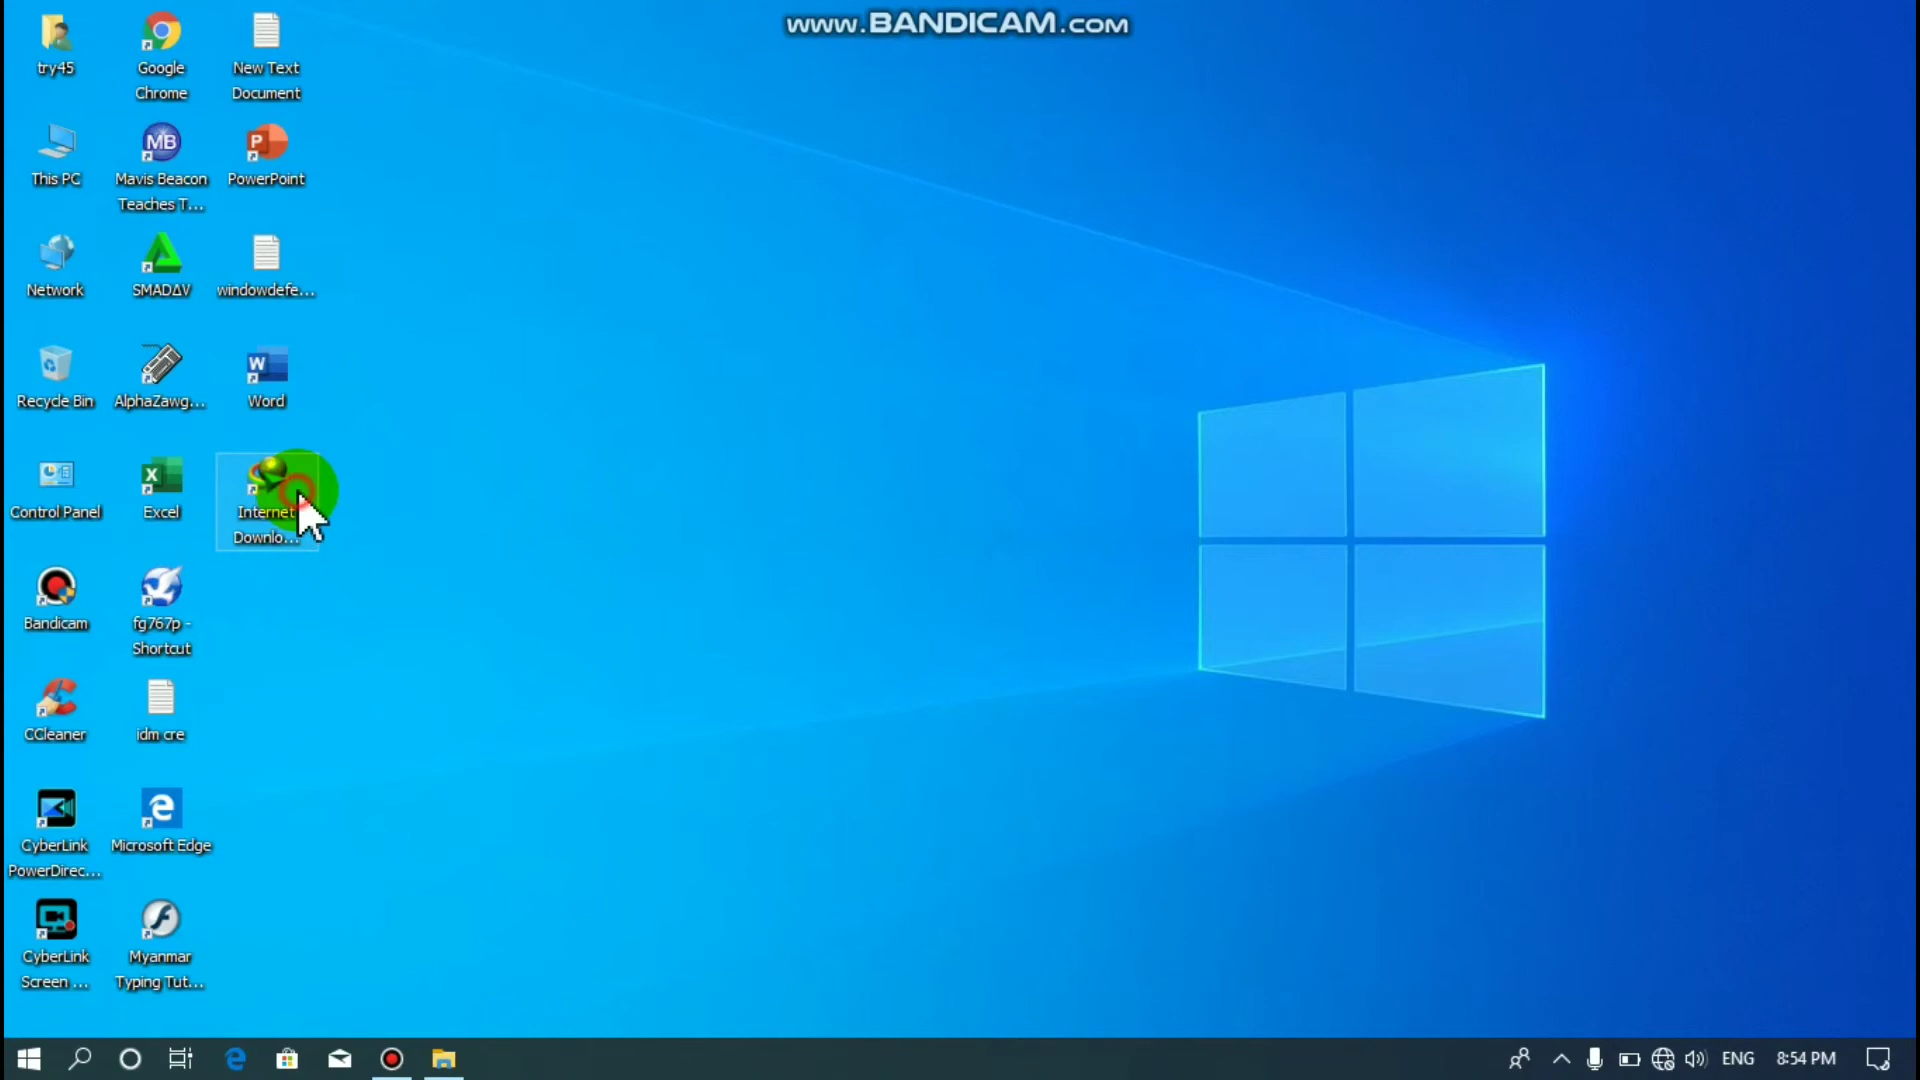 www.BANDICAM.com
try45
Google
Chrome
New Text
Document
This PC
Mavis Beacon
Teaches T...
PowerPoint
Network
SMADΔV
windowdefe...
Recycle Bin
AlphaZawg...
Word
Control Panel
Excel
Internet
Downlo...
Bandicam
fg767p -
Shortcut
CCleaner
idm cre
CyberLink
PowerDirec...
Microsoft Edge
CyberLink
Screen ...
Myanmar
Typing Tut...
ENG
8:54 PM